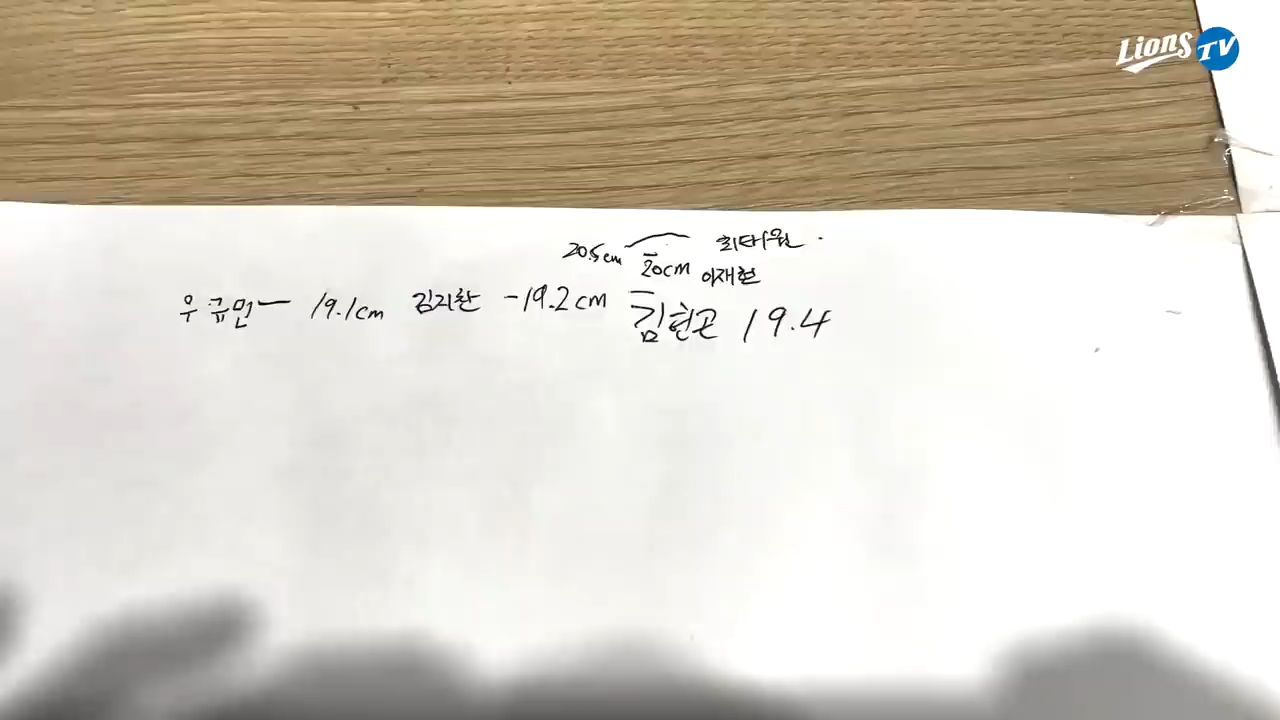 Lions TV
20.5cm 최태원
20cm 이재현
우규민 - 19.1cm 김지찬 - 19.2cm
김현곤 19.4